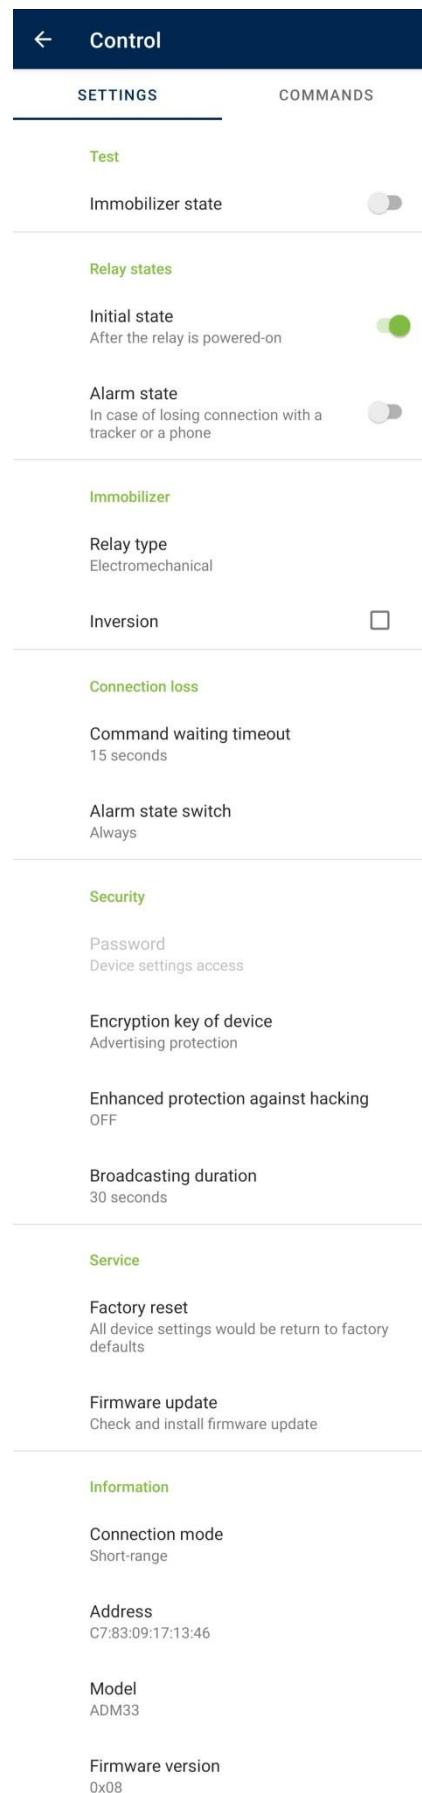 Control
SETTINGS COMMANDS
Test
Immobilizer state
Relay states
Initial state
After the relay is powered-on
Alarm state
In case of losing connection with a
tracker or a phone
Immobilizer
Relay type
Electromechanical
Inversion
Connection loss
Command waiting timeout
15 seconds
Alarm state switch
Always
Security
Password
Device settings access
Encryption key of device
Advertising protection
Enhanced protection against hacking
OFF
Broadcasting duration
30 seconds
Service
Factory reset
All device settings would be return to factory
defaults
Firmware update
Check and install firmware update
Information
Connection mode
Short-range
Address
C7:83:09:17:13:46
Model
ADM33
Firmware version
0x08